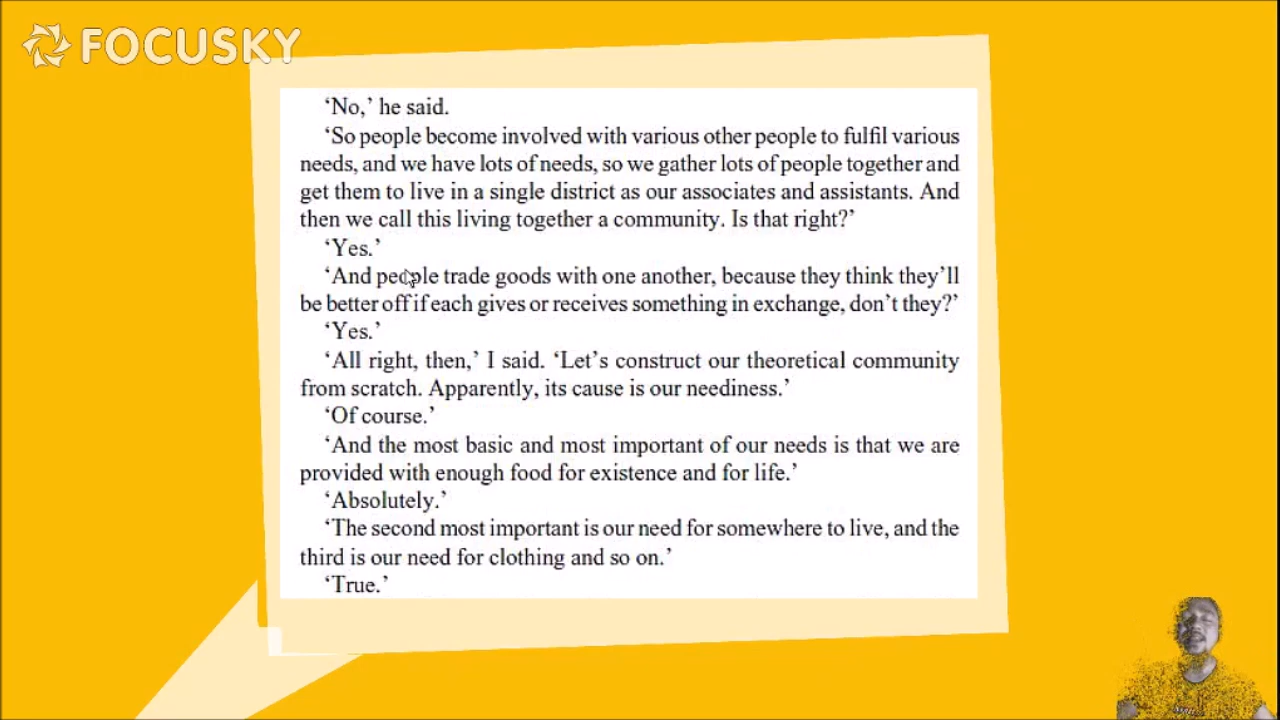 FOCUSKY
‘No,’ he said.
‘So people become involved with various other people to fulfil various
needs, and we have lots of needs, so we gather lots of people together and
get them to live in a single district as our associates and assistants. And
then we call this living together a community. Is that right?’
‘Yes.’
‘And people trade goods with one another, because they think they’ll
be better off if each gives or receives something in exchange, don’t they?’
‘Yes.’
‘All right, then,’ I said. ‘Let’s construct our theoretical community
from scratch. Apparently, its cause is our neediness.’
‘Of course.’
‘And the most basic and most important of our needs is that we are
provided with enough food for existence and for life.’
‘Absolutely.’
‘The second most important is our need for somewhere to live, and the
third is our need for clothing and so on.’
‘True.’